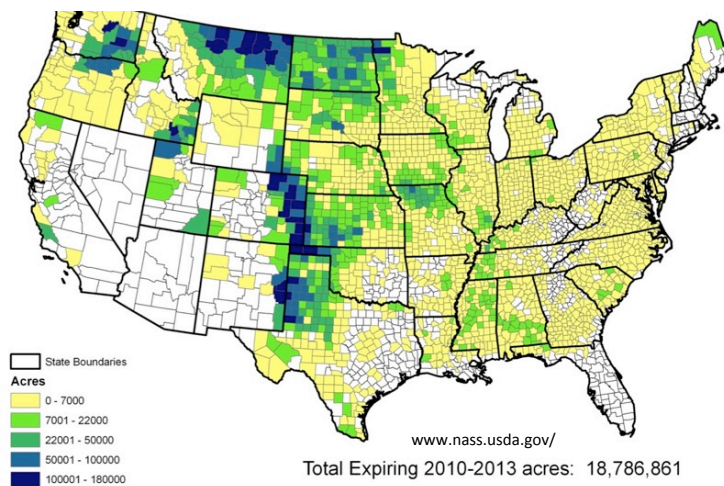 State Boundaries
Acres
0 - 7000
7001 - 22000
22001 - 50000
50001 - 100000
100001 - 180000
www.nass.usda.gov/
Total Expiring 2010-2013 acres: 18,786,861